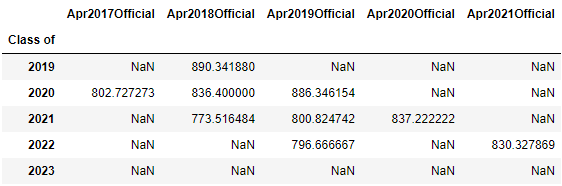 Apr2017Official Apr2018Official Apr2019Official Apr2020Official Apr2021Official
Class of
2019 NaN 890.341880 NaN NaN NaN
2020 802.727273 836.400000 886.346154 NaN NaN
2021 NaN 773.516484 800.824742 837.222222 NaN
2022 NaN NaN 796.666667 NaN 830.327869
2023 NaN NaN NaN NaN NaN